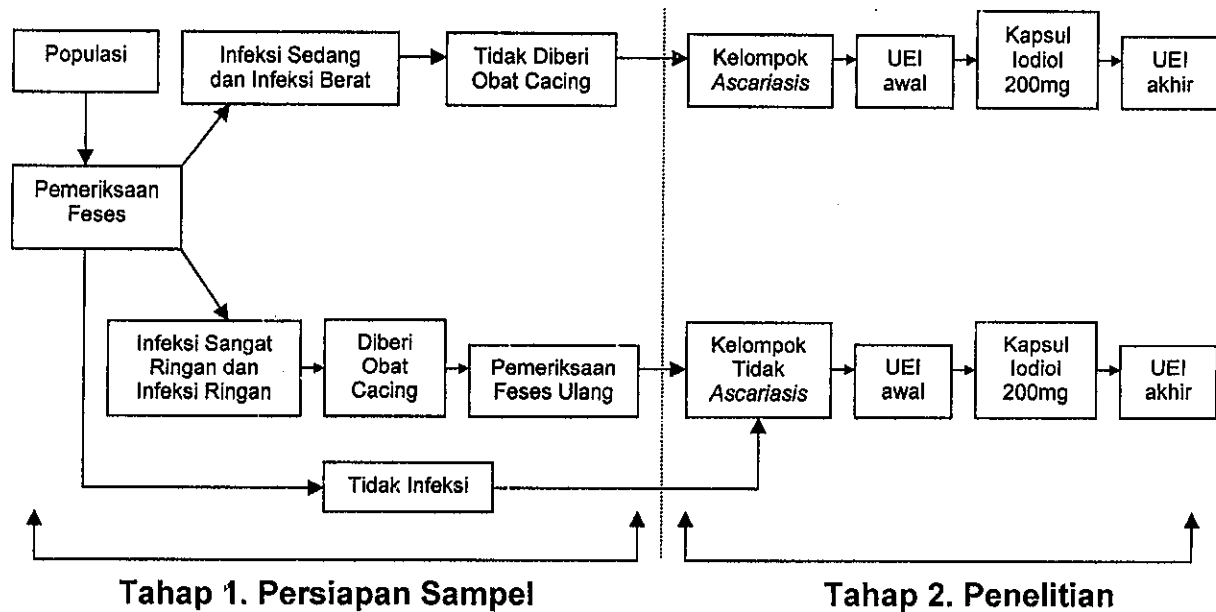 Populasi
Infeksi Sedang
dan Infeksi Berat
Tidak Diberi
Obat Cacing
Kelompok
Ascariasis
UEI
awal
Kapsul
Iodiol
200mg
UEI
akhir
Pemeriksaan
Feses
Infeksi Sangat
Ringan dan
Infeksi Ringan
Diberi
Obat
Cacing
Pemeriksaan
Feses Ulang
Kelompok
Tidak
Ascariasis
UEI
awal
Kapsul
Iodiol
200mg
UEI
akhir
Tidak Infeksi
Tahap 1. Persiapan Sampel
Tahap 2. Penelitian